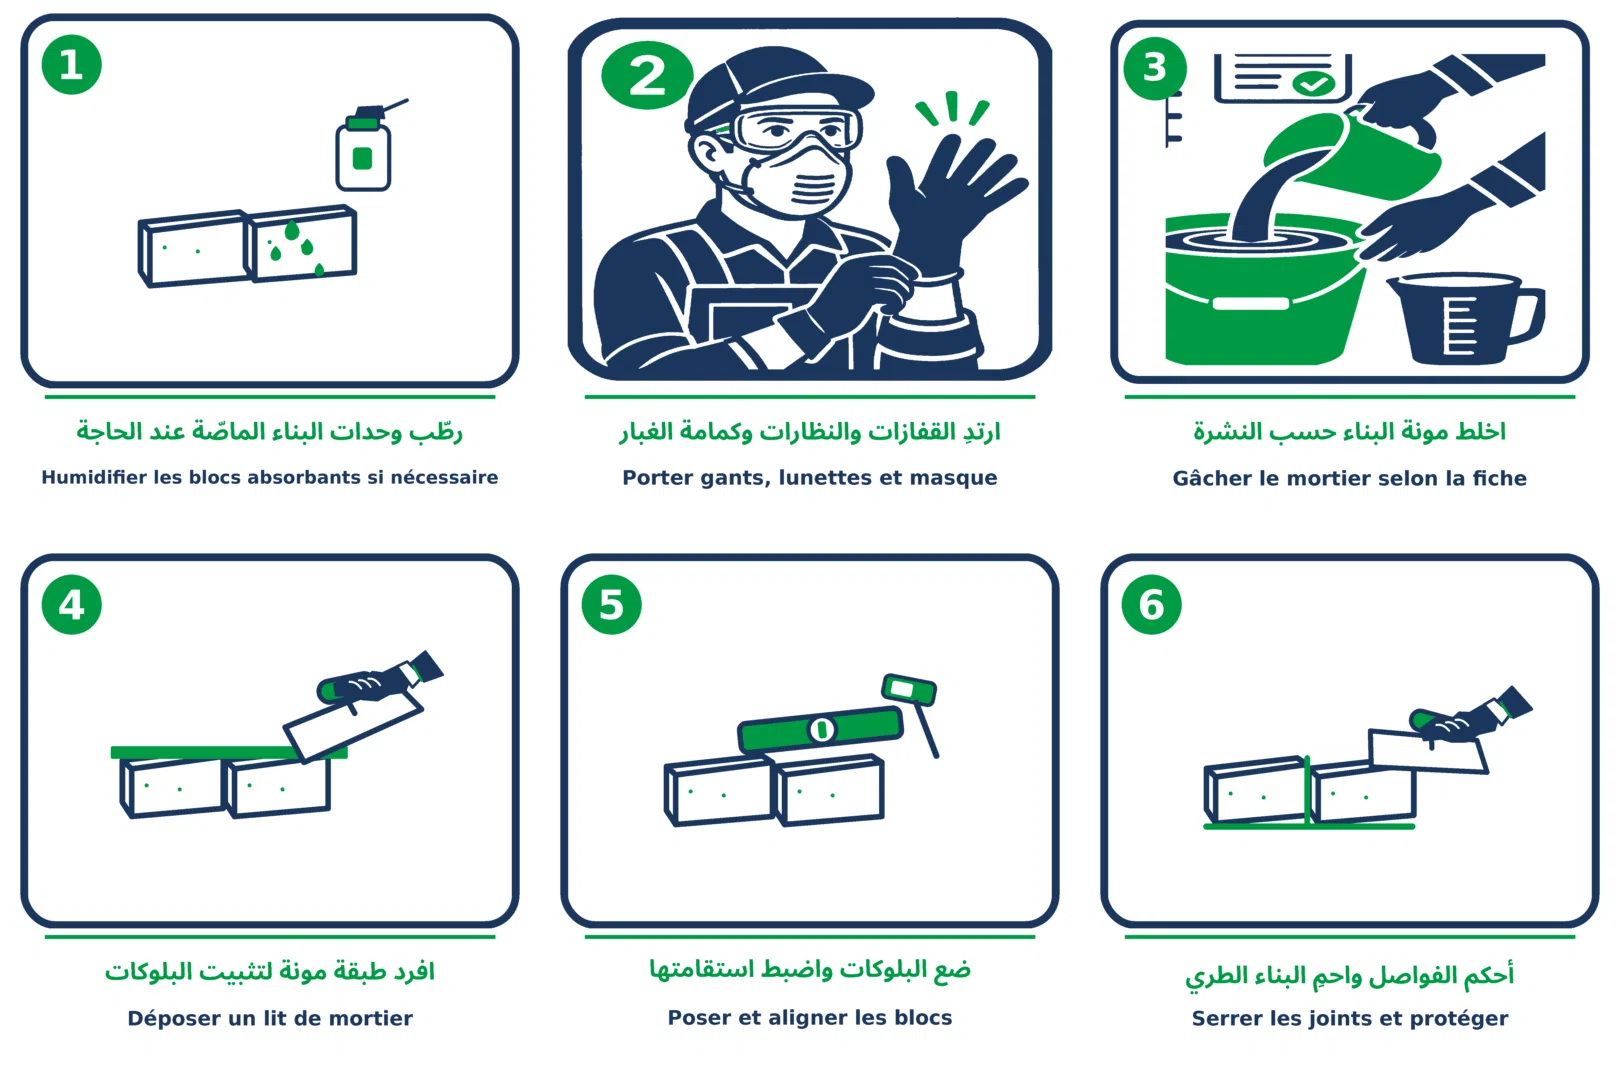 1
رطّب وحدات البناء الماصّة عند الحاجة
Humidifier les blocs absorbants si nécessaire
2
ارتدِ القفازات والنظارات وكمامة الغبار
Porter gants, lunettes et masque
3
اخلط مونة البناء حسب النشرة
Gâcher le mortier selon la fiche
4
افرد طبقة مونة لتثبيت البلوكات
Déposer un lit de mortier
5
ضع البلوكات واضبط استقامتها
Poser et aligner les blocs
6
أحكم الفواصل واحمِ البناء الطري
Serrer les joints et protéger